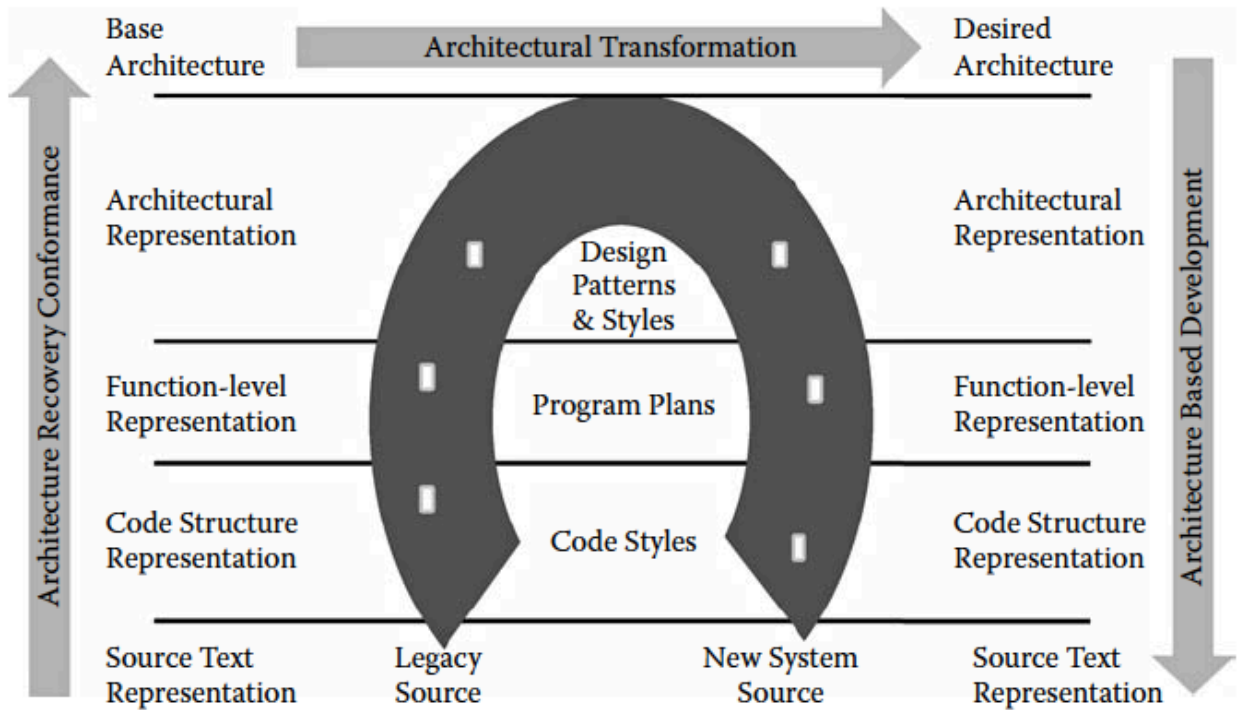 Base
Architecture
Architectural Transformation
Desired
Architecture
Architecture Recovery Conformance
Architectural
Representation
Design
Patterns
& Styles
Architectural
Representation
Architecture Based Development
Function-level
Representation
Program Plans
Function-level
Representation
Code Structure
Representation
Code Styles
Code Structure
Representation
Source Text
Representation
Legacy
Source
New System
Source
Source Text
Representation